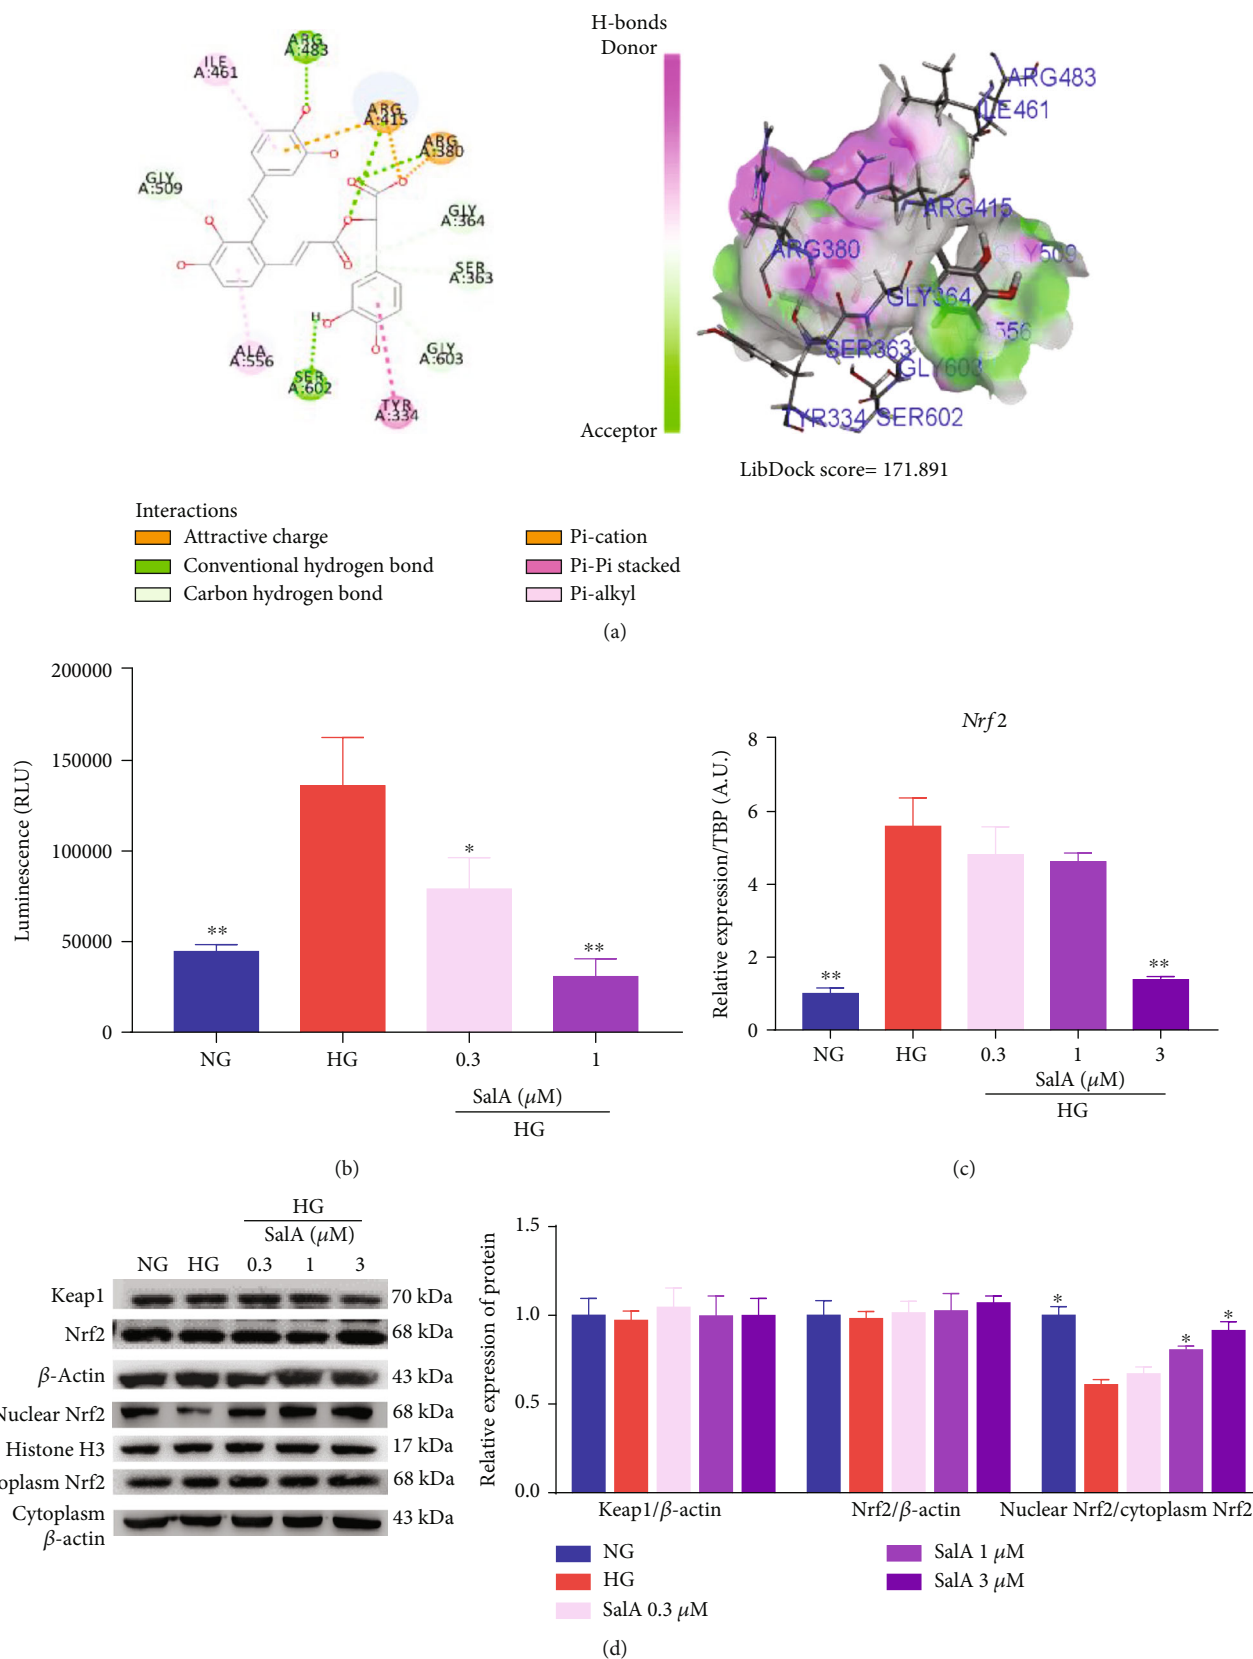 H-bonds
Donor
Acceptor
ARG
A:483
ILE
A:461
ARG
A:415
ARG
A:380
GLY
A:509
GLY
A:364
SER
A:363
GLY
A:603
ALA
A:556
SER
A:602
TYR
A:334
O
O
O
O
O
O
O
O
O
O
H
ARG483
ILE461
ARG415
ARG380
GLY509
GLY364
A556
SER363
GLY603
TYR334
SER602
LibDock score= 171.891
Interactions
Attractive charge
Conventional hydrogen bond
Carbon hydrogen bond
Pi-cation
Pi-Pi stacked
Pi-alkyl
(a)
Luminescence (RLU)
200000
150000
100000
50000
0
**
*
**
NG
HG
0.3
1
SalA (μM)
HG
(b)
Nrf2
Relative expression/TBP (A.U.)
8
6
4
2
0
**
**
NG
HG
0.3
1
3
SalA (μM)
HG
(c)
HG
SalA (μM)
NG HG 0.3 1 3
Keap1 70 kDa
Nrf2 68 kDa
β-Actin 43 kDa
Nuclear Nrf2 68 kDa
Histone H3 17 kDa
oplasm Nrf2 68 kDa
Cytoplasm
β-actin 43 kDa
Relative expression of protein
1.5
1.0
0.5
0.0
*
*
*
Keap1/β-actin
Nrf2/β-actin
Nuclear Nrf2/cytoplasm Nrf2
NG
HG
SalA 0.3 μM
SalA 1 μM
SalA 3 μM
(d)